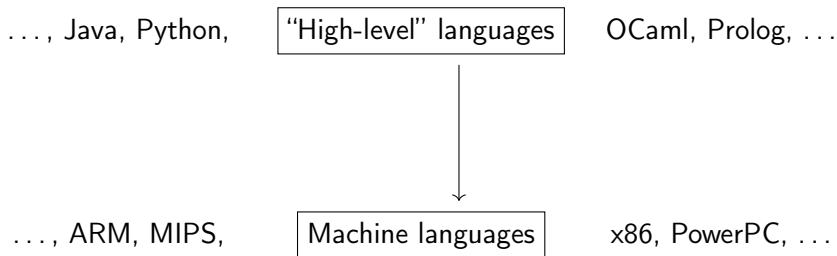 . . . , Java, Python, “High-level” languages OCaml, Prolog, . . .
. . . , ARM, MIPS, Machine languages x86, PowerPC, . . .